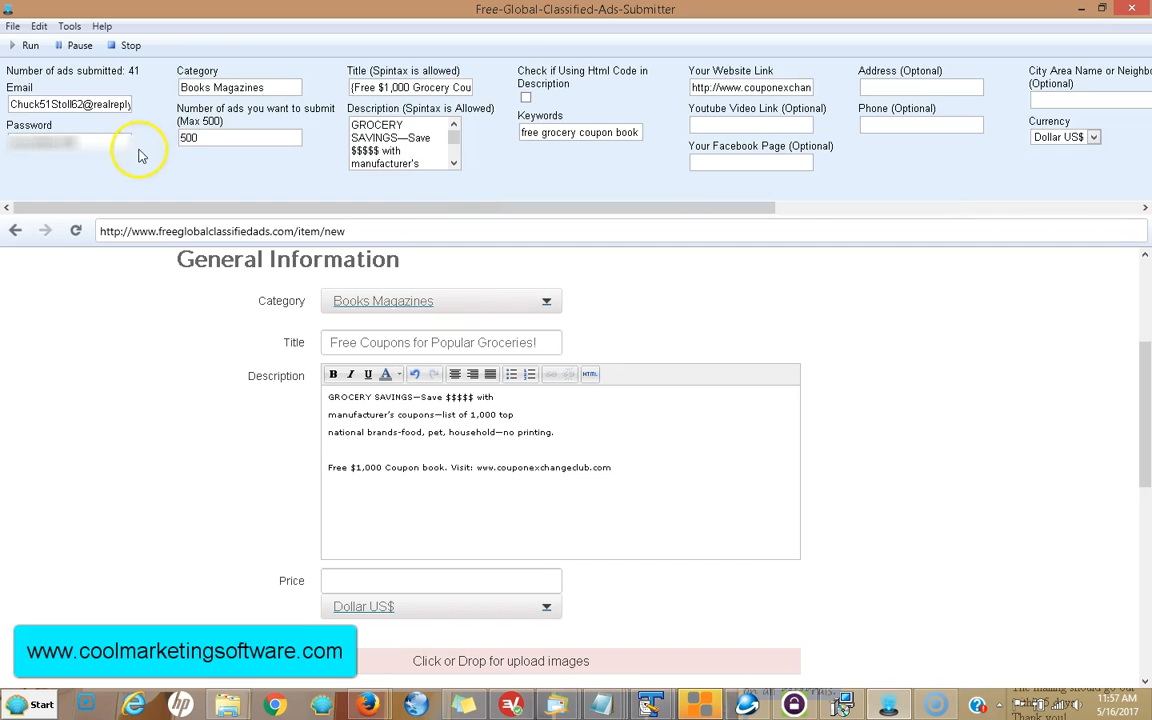 Free-Global-Classified-Ads-Submitter
File Edit Tools Help
Run Pause Stop
Number of ads submitted: 41
Email
Chuck51Stoll62@realreply
Password
Category
Books Magazines
Number of ads you want to submit
(Max 500)
500
Title (Spintax is allowed)
{Free $1,000 Grocery Cou
Description (Spintax is Allowed)
GROCERY
SAVINGS—Save
$$$$$ with
manufacturer's
Check if Using Html Code in
Description
Keywords
free grocery coupon book
Your Website Link
http://www.couponexchan
Youtube Video Link (Optional)
Your Facebook Page (Optional)
Address (Optonal)
Phone (Optional)
City Area Name or Neighbo
(Optional)
Currency
Dollar US$
http://www.freeglobalclassifiedads.com/item/new
General Information
Category Books Magazines
Title Free Coupons for Popular Groceries!
Description
B I U A HTML
GROCERY SAVINGS—Save $$$$$ with
manufacturer's coupons—list of 1,000 top
national brands-food, pet, household—no printing.
Free $1,000 Coupon book. Visit: www.couponexchangeclub.com
Price
Dollar US$
Click or Drop for upload images
www.coolmarketingsoftware.com
Start
11:57 AM
5/16/2017